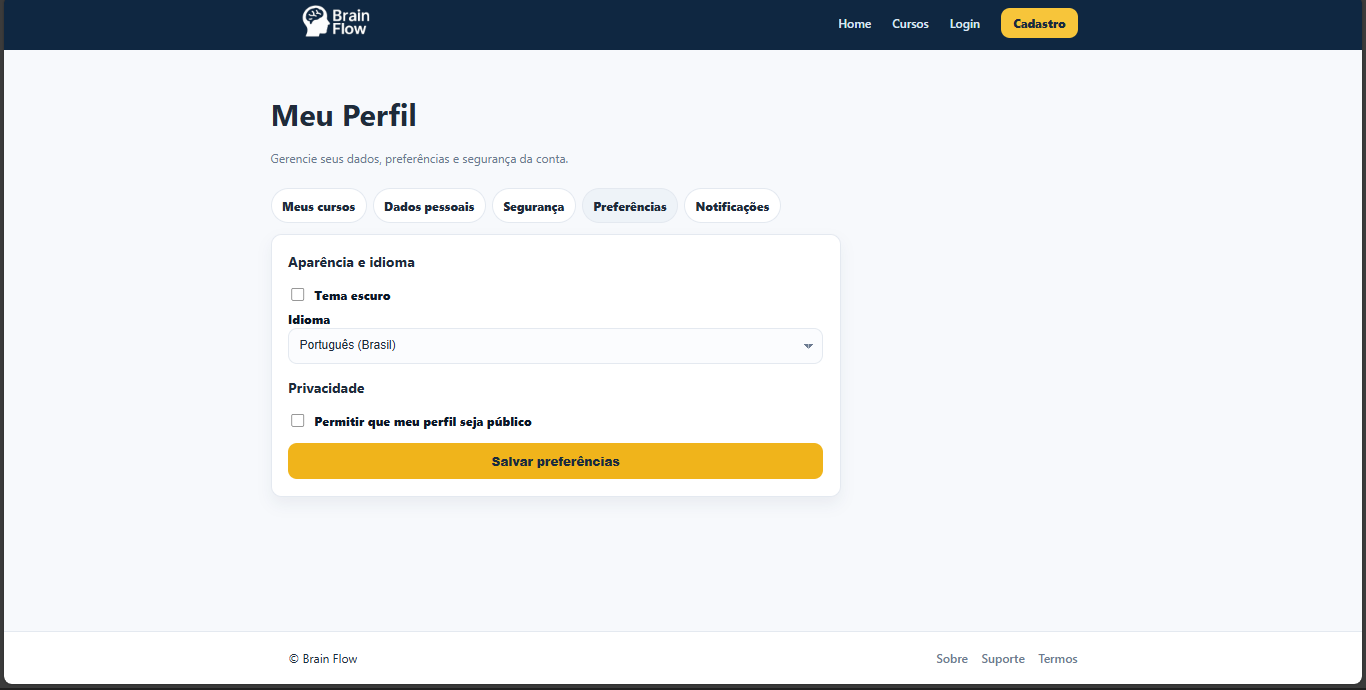 Brain
Flow
Home Cursos Login Cadastro
Meu Perfil
Gerencie seus dados, preferências e segurança da conta.
Meus cursos Dados pessoais Segurança Preferências Notificações
Aparência e idioma
Tema escuro
Idioma
Português (Brasil)
Privacidade
Permitir que meu perfil seja público
Salvar preferências
© Brain Flow
Sobre Suporte Termos